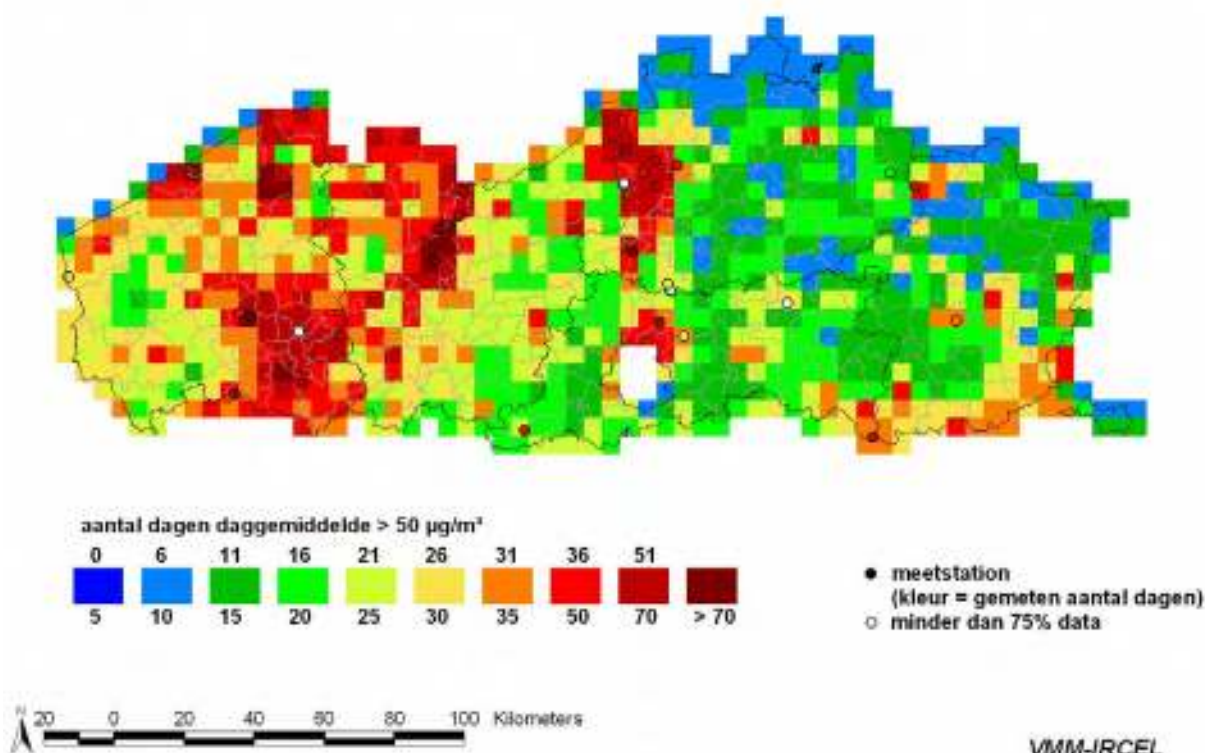 aantal dagen daggemiddelde > 50 µg/m³
0 6 11 16 21 26 31 36 51
5 10 15 20 25 30 35 50 70 > 70
meetstation
(kleur = gemeten aantal dagen)
minder dan 75% data
N
20 0 20 40 60 80 100 Kilometers
VMM-IRCEL